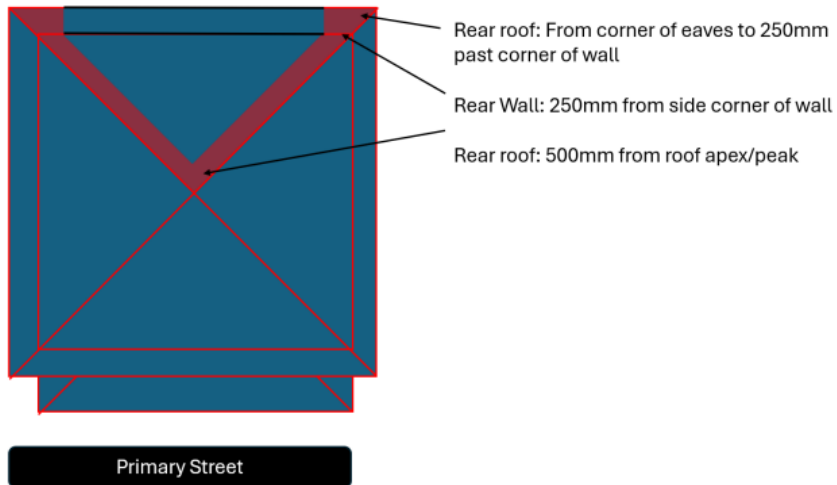 Rear roof: From corner of eaves to 250mm
past corner of wall
Rear Wall: 250mm from side corner of wall
Rear roof: 500mm from roof apex/peak
Primary Street